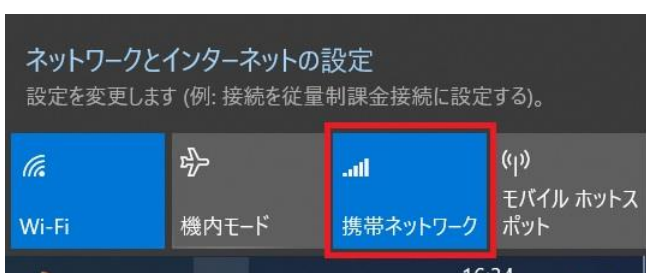 ネットワークとインターネットの設定
設定を変更します (例: 接続を従量制課金接続に設定する)。
Wi-Fi
機内モード
携帯ネットワーク
モバイル ホットス
ポット